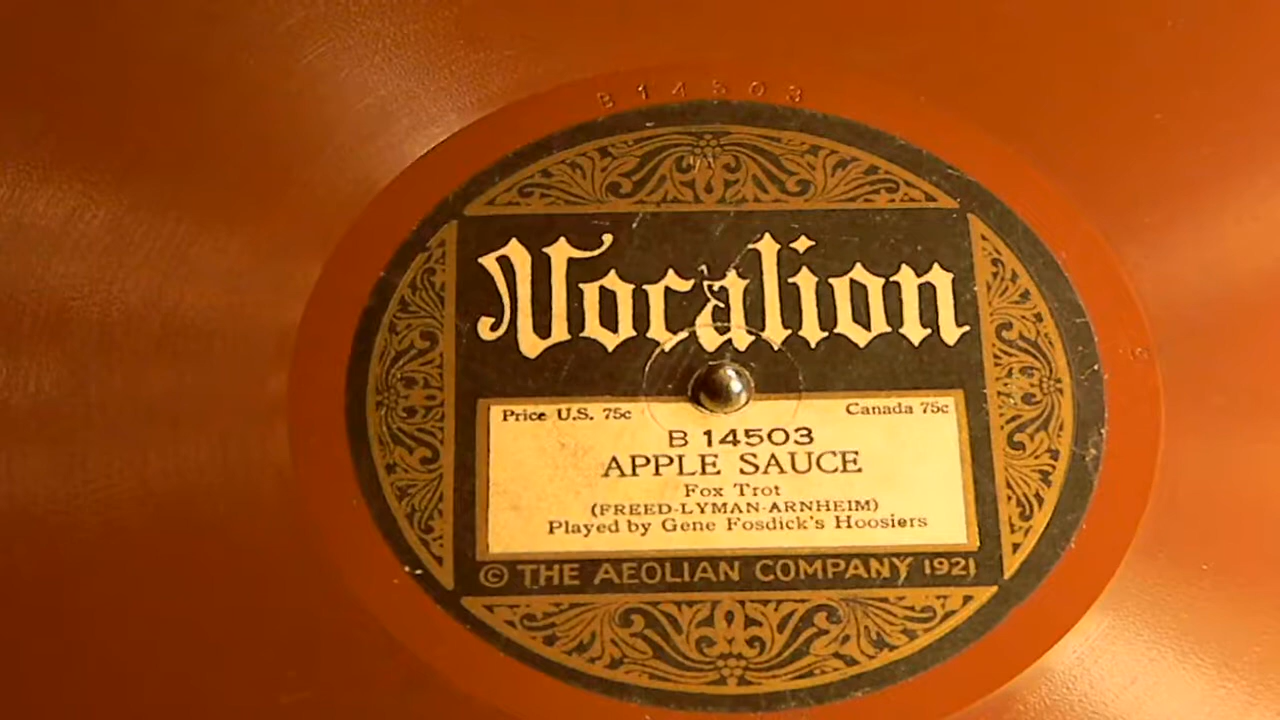 B 14503
Vocalion
Price U.S. 75c Canada 75c
B 14503
APPLE SAUCE
Fox Trot
(FREED-LYMAN-ARNHEIM)
Played by Gene Fosdick's Hoosiers
© THE AEOLIAN COMPANY 1921